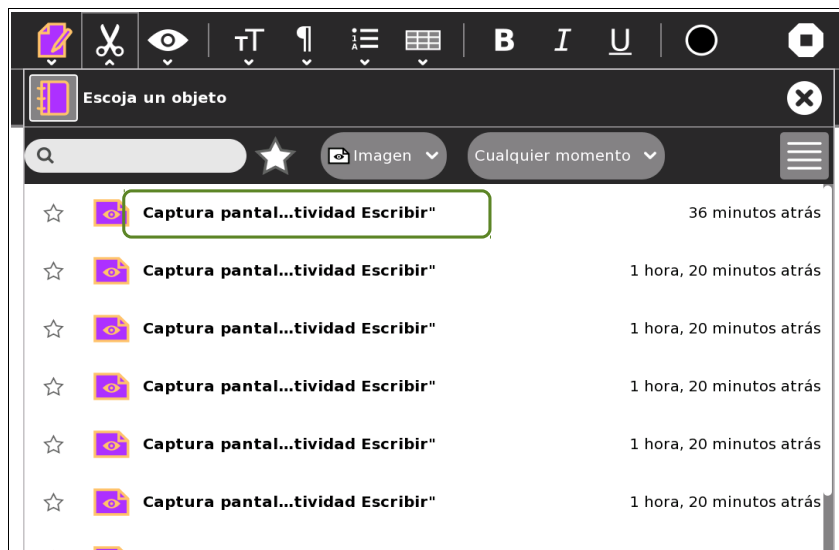 B I U
Escoja un objeto
Imagen Cualquier momento
Captura pantal...tividad Escribir" 36 minutos atrás
Captura pantal...tividad Escribir" 1 hora, 20 minutos atrás
Captura pantal...tividad Escribir" 1 hora, 20 minutos atrás
Captura pantal...tividad Escribir" 1 hora, 20 minutos atrás
Captura pantal...tividad Escribir" 1 hora, 20 minutos atrás
Captura pantal...tividad Escribir" 1 hora, 20 minutos atrás